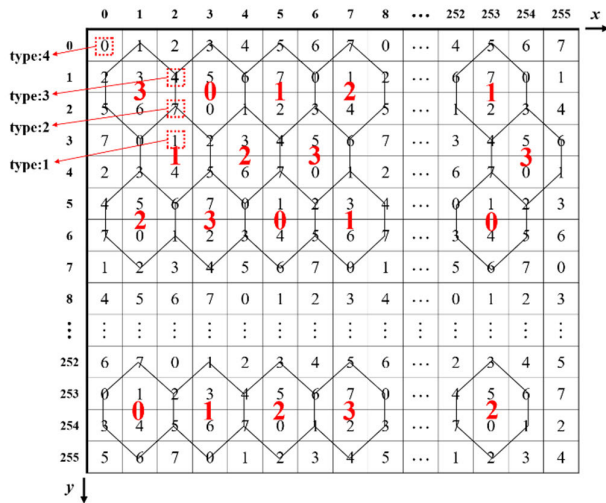 0 1 2 3 4 5 6 7 8 ... 252 253 254 255 x
0 0 1 2 3 4 5 6 7 0 ... 4 5 6 7
type:4
1 2 3 4 5 6 7 0 1 2 ... 6 7 0 1
type:3 3 0 1 2 1
2 5 6 7 0 1 2 3 4 5 ... 1 2 3 4
type:2
3 7 0 1 2 3 4 5 6 7 ... 3 4 5 6
type:1 1 2 3 3
4 2 3 4 5 6 7 0 1 2 ... 6 7 0 1
5 4 5 6 7 0 1 2 3 4 ... 0 1 2 3
2 3 0 1 0
6 7 0 1 2 3 4 5 6 7 ... 3 4 5 6
7 1 2 3 4 5 6 7 0 1 ... 5 6 7 0
8 4 5 6 7 0 1 2 3 4 ... 0 1 2 3
⋮ ⋮ ⋮ ⋮ ⋮ ⋮ ⋮ ⋮ ⋮ ⋮ ... ⋮ ⋮ ⋮ ⋮
252 6 7 0 1 2 3 4 5 6 ... 2 3 4 5
253 0 1 2 3 4 5 6 7 0 ... 4 5 6 7
0 1 2 3 2
254 3 4 5 6 7 0 1 2 3 ... 7 0 1 2
255 5 6 7 0 1 2 3 4 5 ... 1 2 3 4
y